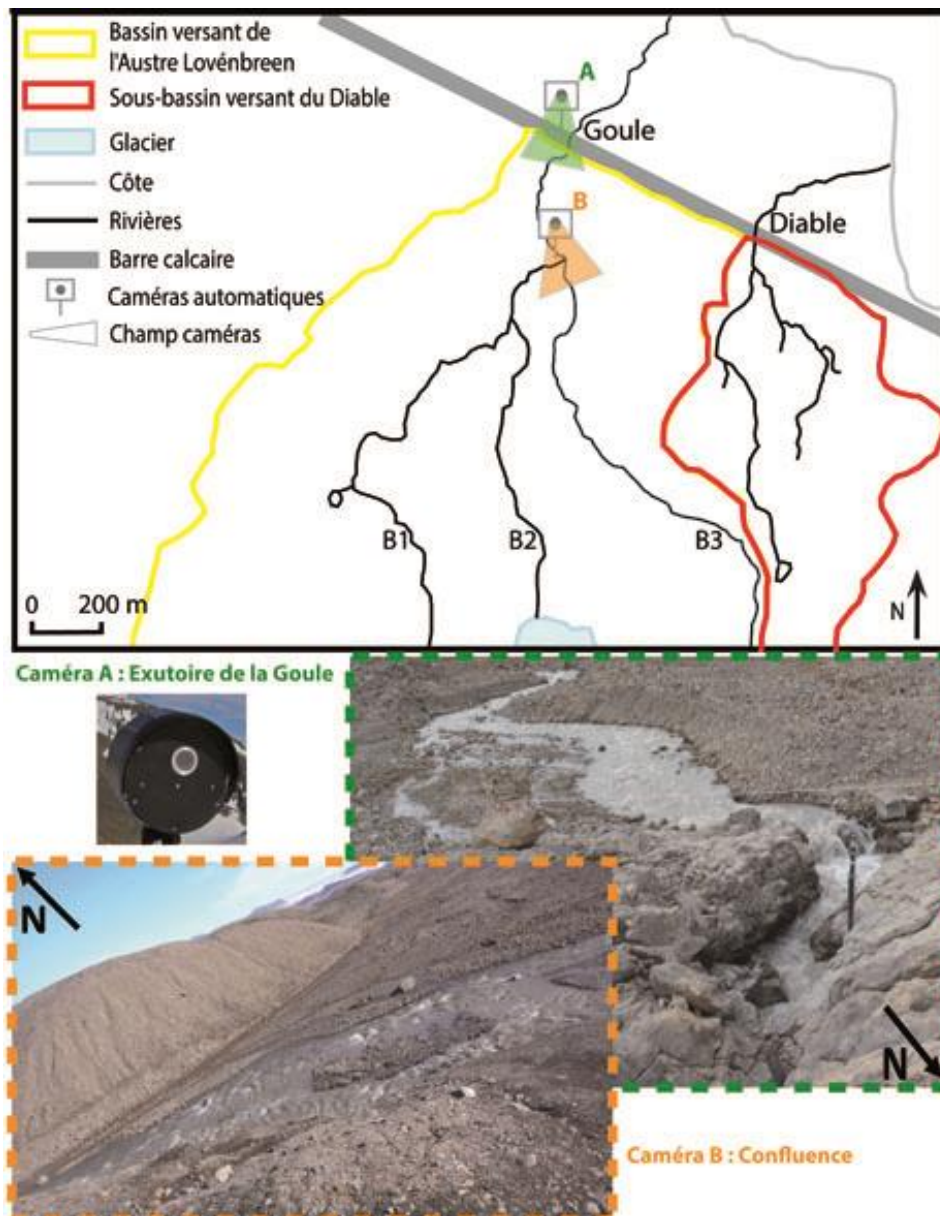 Bassin versant de
l'Austre Lovénbreen
Sous-bassin versant du Diable
Glacier
Côte
Rivières
Barre calcaire
Caméras automatiques
Champ caméras
A
Goule
B
Diable
B1
B2
B3
0 200 m
N
Caméra A : Exutoire de la Goule
N
N
Caméra B : Confluence